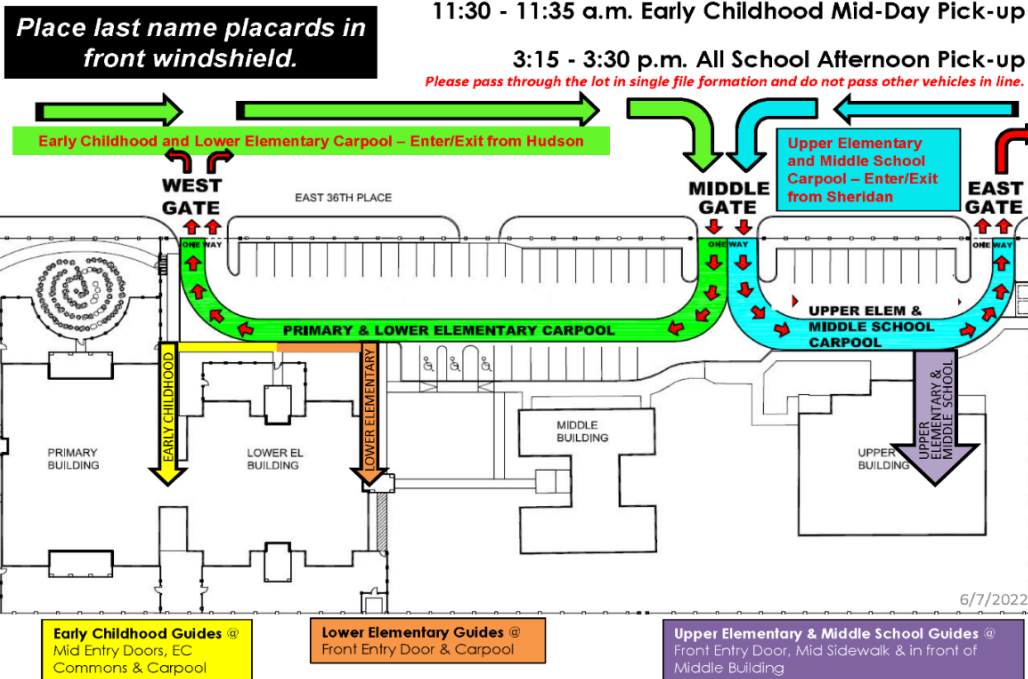 Place last name placards in
front windshield.
11:30 - 11:35 a.m. Early Childhood Mid-Day Pick-up
3:15 - 3:30 p.m. All School Afternoon Pick-up
Please pass through the lot in single file formation and do not pass other vehicles in line.
Early Childhood and Lower Elementary Carpool – Enter/Exit from Hudson
Upper Elementary
and Middle School
Carpool – Enter/Exit
from Sheridan
WEST
GATE
EAST 36TH PLACE
MIDDLE
GATE
EAST
GATE
ONE WAY
ONE WAY
ONE WAY
PRIMARY & LOWER ELEMENTARY CARPOOL
UPPER ELEM &
MIDDLE SCHOOL
CARPOOL
EARLY CHILDHOOD
LOWER ELEMENTARY
UPPER
ELEMENTARY &
MIDDLE SCHOOL
PRIMARY
BUILDING
LOWER EL
BUILDING
MIDDLE
BUILDING
UPPER
BUILDING
6/7/2022
Early Childhood Guides @
Mid Entry Doors, EC
Commons & Carpool
Lower Elementary Guides @
Front Entry Door & Carpool
Upper Elementary & Middle School Guides @
Front Entry Door, Mid Sidewalk & in front of
Middle Building